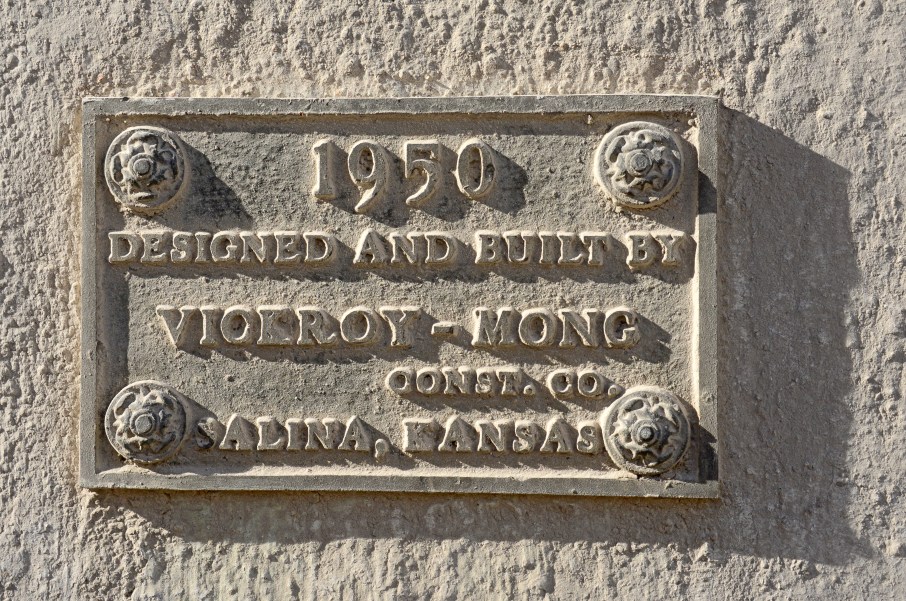 1950
DESIGNED AND BUILT BY
VICKROY - MONG
CONST. CO.
SALINA, KANSAS